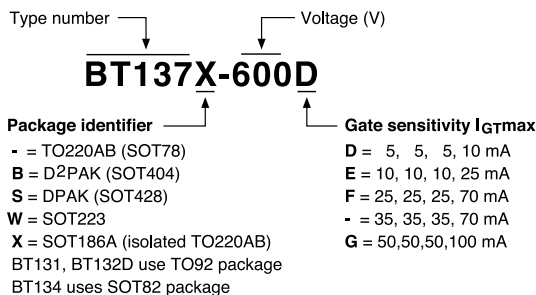 Type number
Voltage (V)
BT137X-600D
Package identifier
- = TO220AB (SOT78)
B = D2PAK (SOT404)
S = DPAK (SOT428)
W = SOT223
X = SOT186A (isolated TO220AB)
BT131, BT132D use TO92 package
BT134 uses SOT82 package
Gate sensitivity IGTmax
D = 5, 5, 5, 10 mA
E = 10, 10, 10, 25 mA
F = 25, 25, 25, 70 mA
- = 35, 35, 35, 70 mA
G = 50,50,50,100 mA